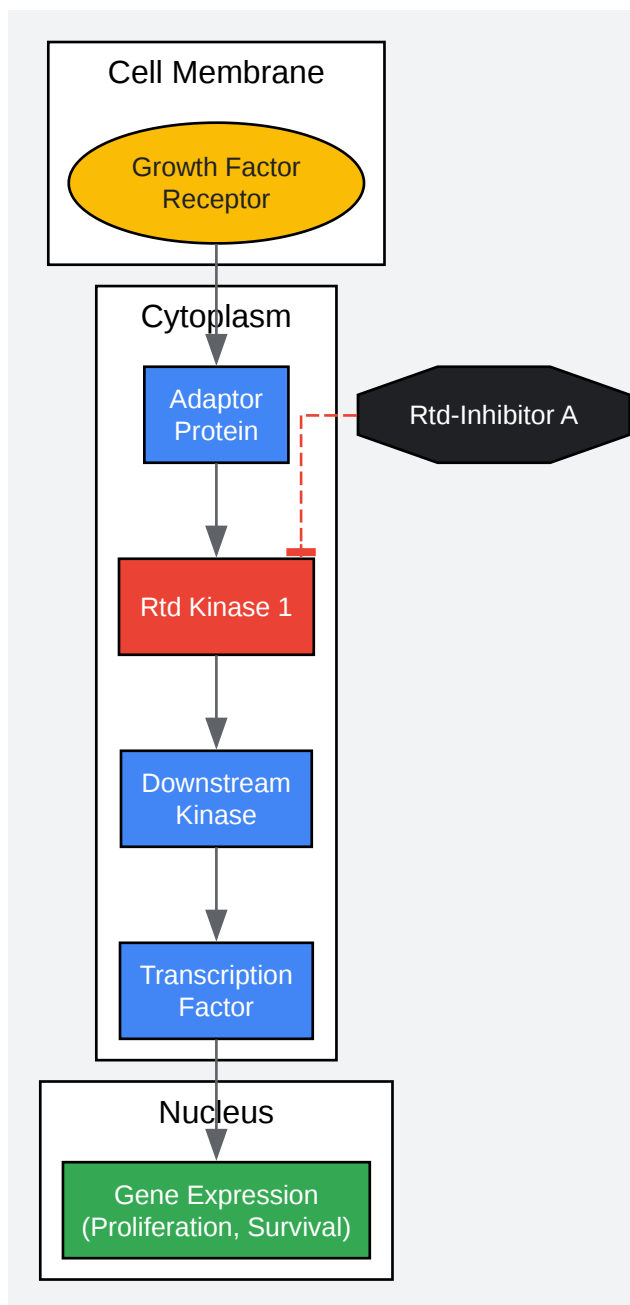 Cell Membrane
Growth Factor
Receptor
Cytoplasm
Adaptor
Protein
Rtd-Inhibitor A
Rtd Kinase 1
Downstream
Kinase
Transcription
Factor
Nucleus
Gene Expression
(Proliferation, Survival)